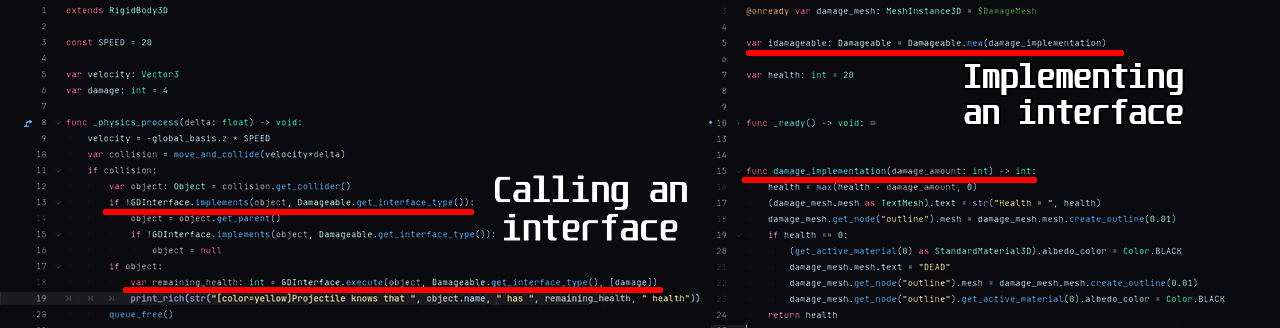 1 extends RigidBody3D
2
3 const SPEED = 20
4
5 var velocity: Vector3
6 var damage: int = 4
7
8 func _physics_process(delta: float) -> void:
9 velocity = -global_basis.z * SPEED
10 var collision = move_and_collide(velocity*delta)
11 if collision:
12 var object: Object = collision.get_collider()
13 if !GDInterface.implements(object, Damageable.get_interface_type()):
14 object = object.get_parent()
15 if !GDInterface.implements(object, Damageable.get_interface_type()):
16 object = null
17 if object:
18 var remaining_health: int = GDInterface.execute(object, Damageable.get_interface_type(), [damage])
19 print_rich(str("[color=yellow]Projectile knows that ", object.name, " has ", remaining_health, " health"))
20 queue_free()
Calling an
interface
3 @onready var damage_mesh: MeshInstance3D = $DamageMesh
4
5 var idamageable: Damageable = Damageable.new(damage_implementation)
6
7 var health: int = 20
8
9
10 func _ready() -> void:
13
14
15 func damage_implementation(damage_amount: int) -> int:
16 health = max(health - damage_amount, 0)
17 (damage_mesh.mesh as TextMesh).text = str("Health = ", health)
18 damage_mesh.get_node("outline").mesh = damage_mesh.mesh.create_outline(0.01)
19 if health == 0:
20 (get_active_material(0) as StandardMaterial3D).albedo_color = Color.BLACK
21 damage_mesh.mesh.text = "DEAD"
22 damage_mesh.get_node("outline").mesh = damage_mesh.mesh.create_outline(0.01)
23 damage_mesh.get_node("outline").get_active_material(0).albedo_color = Color.BLACK
24 return health
Implementing
an interface